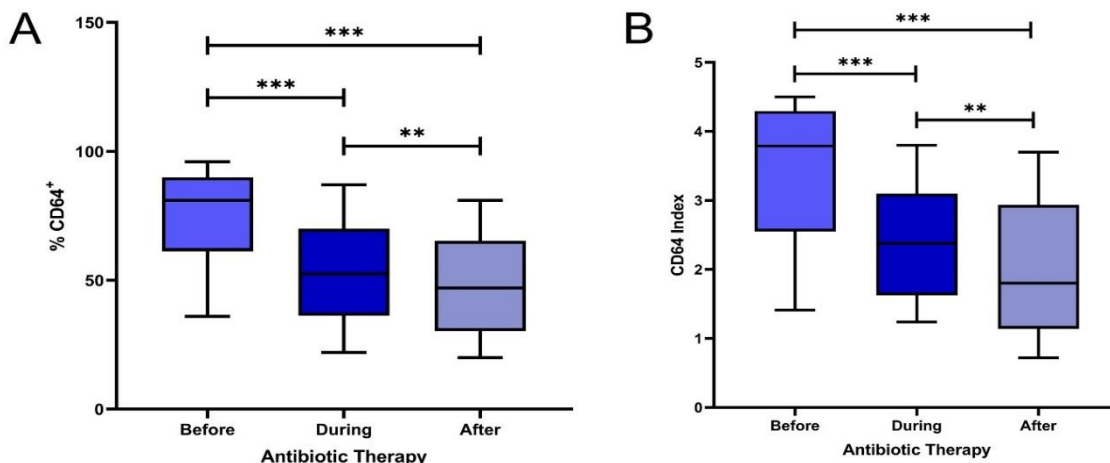 A
% CD64⁺
150
100
50
0
***
***
**
Before During After
Antibiotic Therapy
B
CD64 Index
5
4
3
2
1
0
***
***
**
Before During After
Antibiotic Therapy